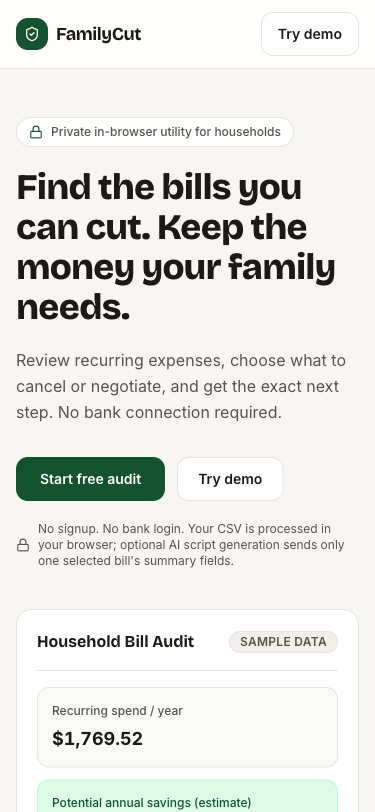 FamilyCut
Try demo
Private in-browser utility for households
Find the bills you
can cut. Keep the
money your family
needs.
Review recurring expenses, choose what to
cancel or negotiate, and get the exact next
step. No bank connection required.
Start free audit
Try demo
No signup. No bank login. Your CSV is processed in
your browser; optional AI script generation sends only
one selected bill's summary fields.
Household Bill Audit
SAMPLE DATA
Recurring spend / year
$1,769.52
Potential annual savings (estimate)